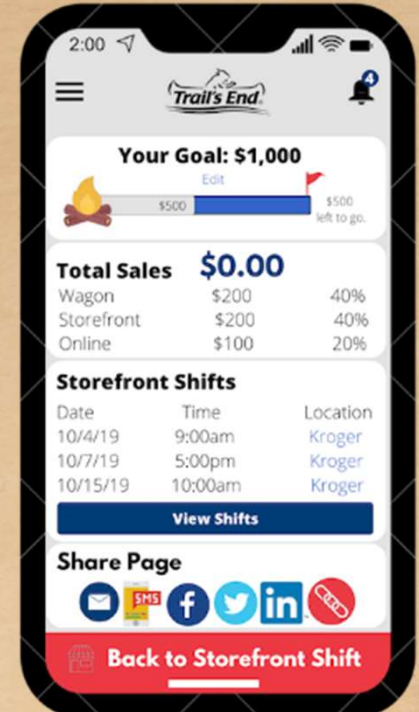 2:00
4
Trail's End
Your Goal: $1,000
Edit
$500
$500
left to go.
Total Sales $0.00
Wagon $200 40%
Storefront $200 40%
Online $100 20%
Storefront Shifts
Date Time Location
10/4/19 9:00am Kroger
10/7/19 5:00pm Kroger
10/15/19 10:00am Kroger
View Shifts
Share Page
SMS
f
in
Back to Storefront Shift